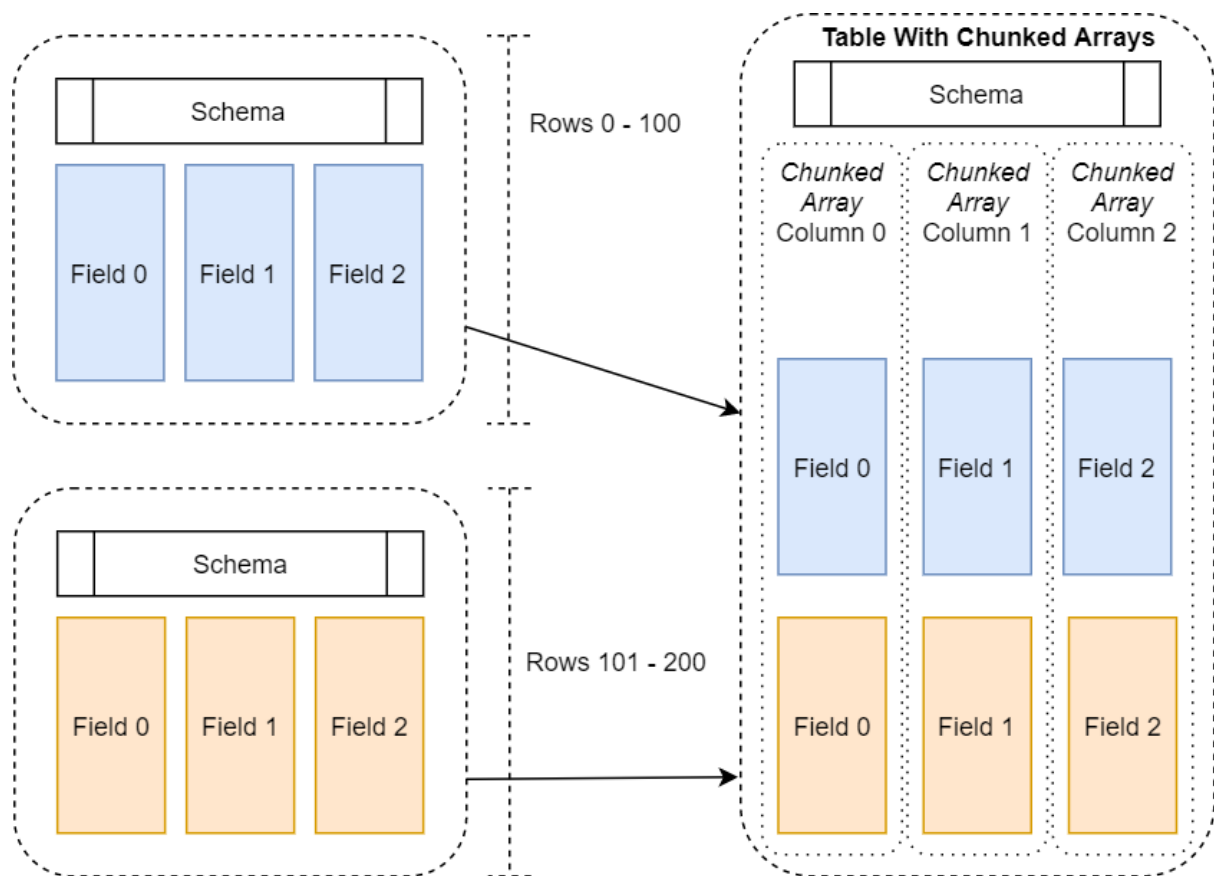 Schema
Field 0
Field 1
Field 2
Rows 0 - 100
Schema
Field 0
Field 1
Field 2
Rows 101 - 200
Table With Chunked Arrays
Schema
Chunked
Array
Column 0
Chunked
Array
Column 1
Chunked
Array
Column 2
Field 0
Field 1
Field 2
Field 0
Field 1
Field 2